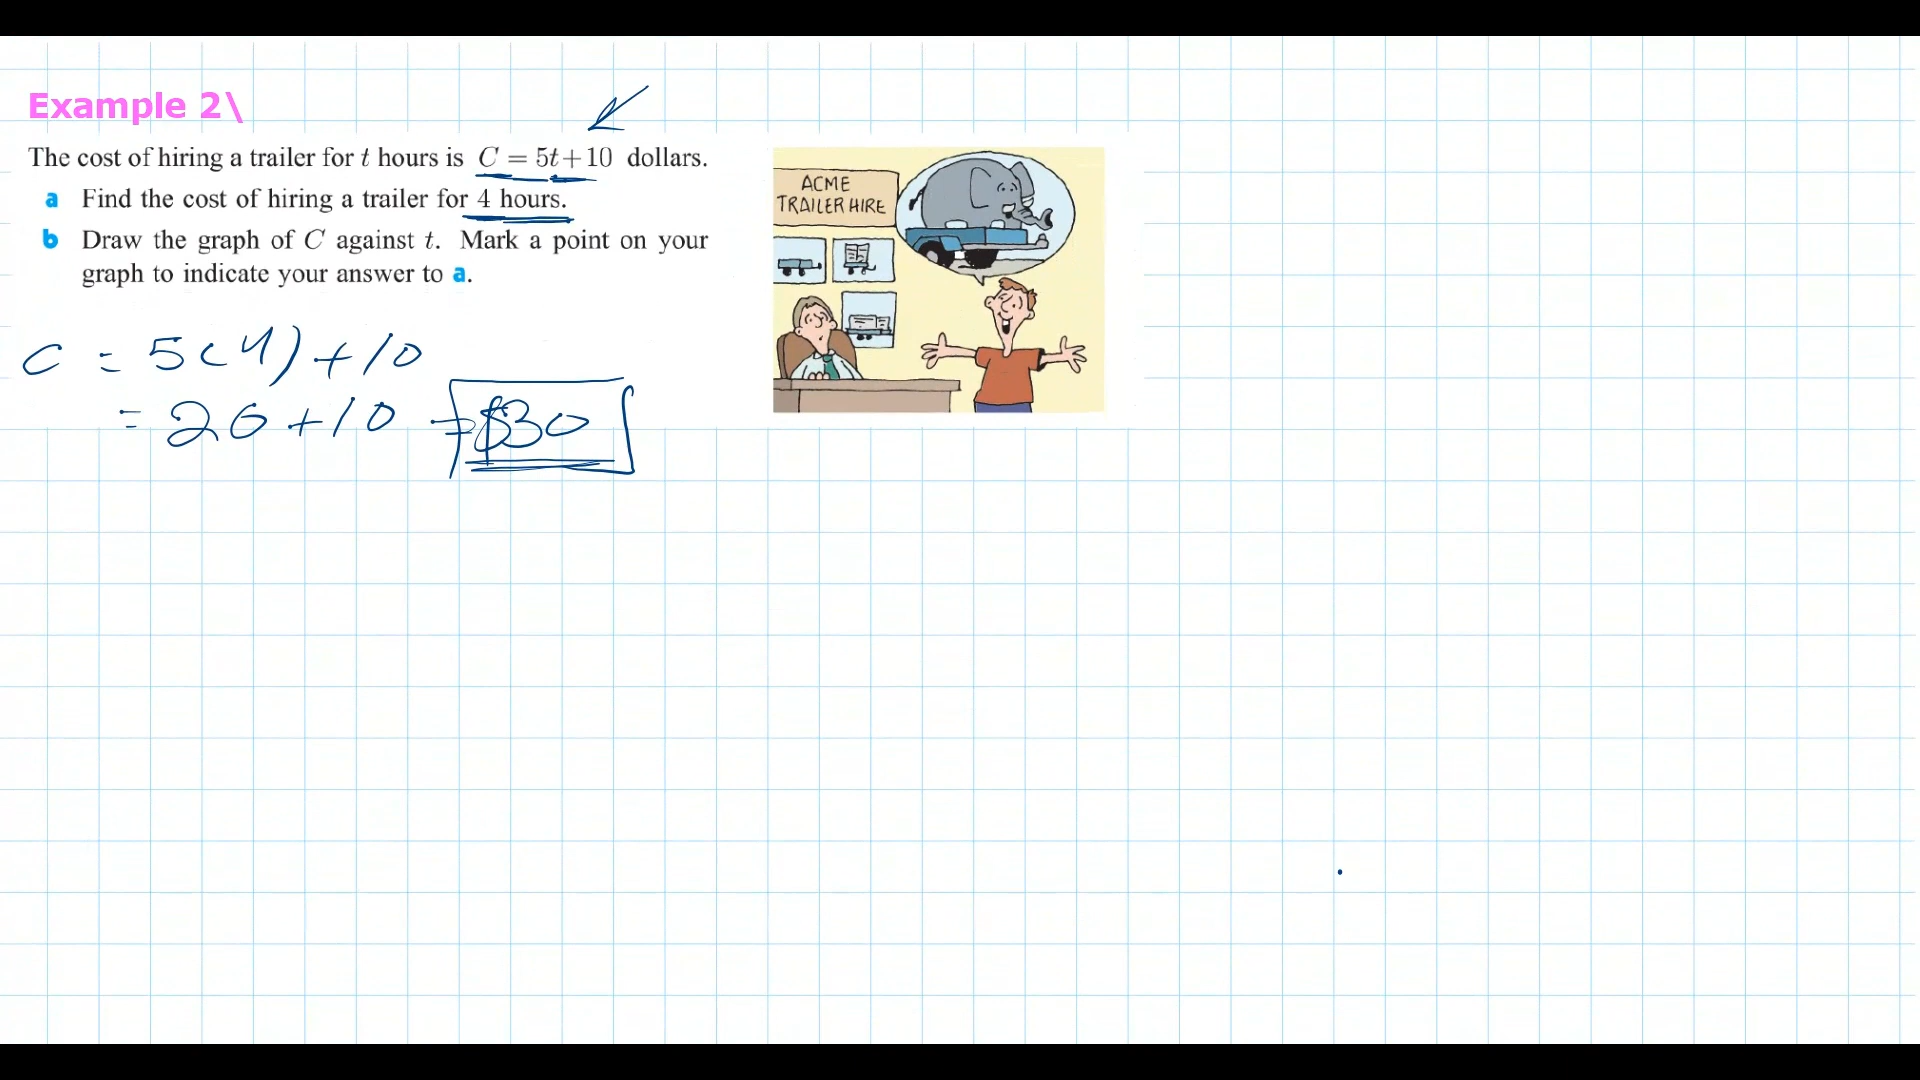 Example 2\
The cost of hiring a trailer for t hours is C = 5t + 10 dollars.
a Find the cost of hiring a trailer for 4 hours.
b Draw the graph of C against t. Mark a point on your
graph to indicate your answer to a.
ACME
TRAILER HIRE
C = 5(4) + 10
= 20 + 10 = $30